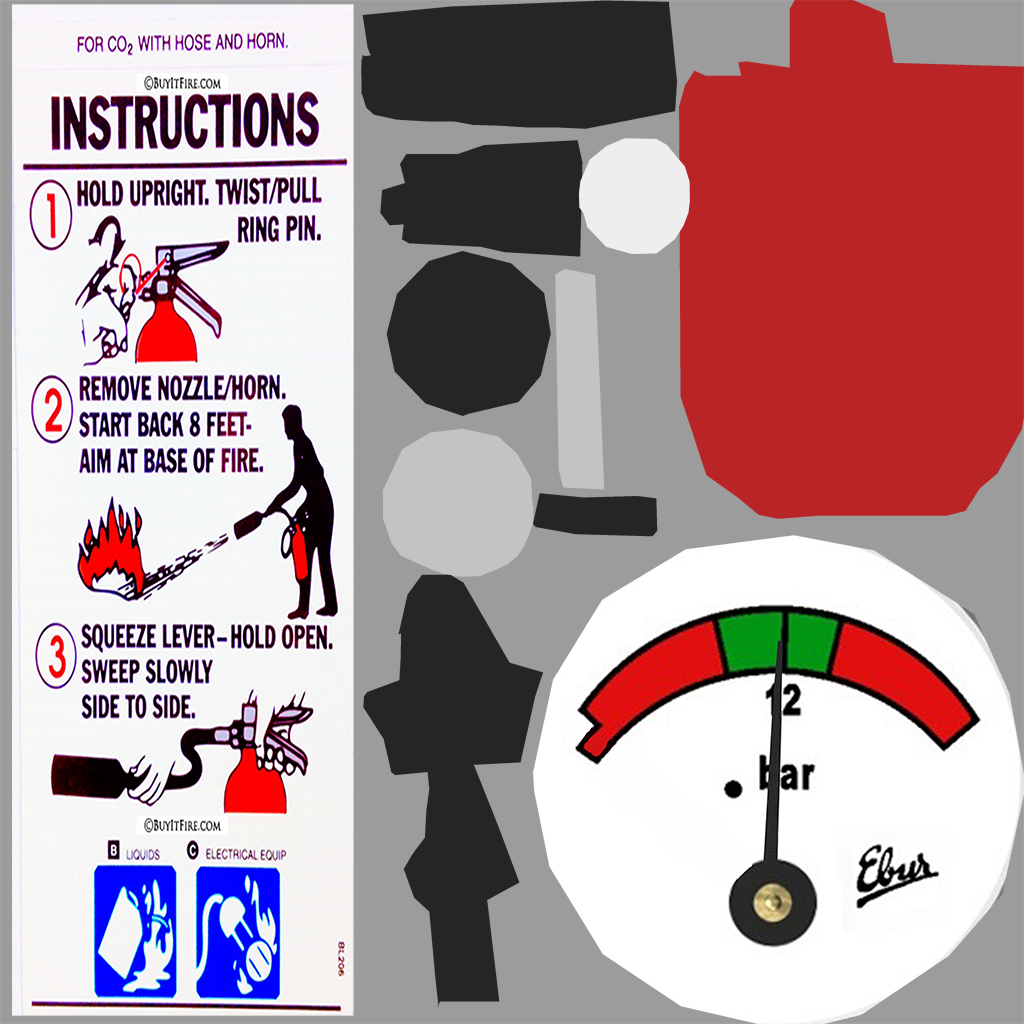 FOR CO₂ WITH HOSE AND HORN.
©BUYITFIRE.COM
INSTRUCTIONS
1 HOLD UPRIGHT. TWIST/PULL
RING PIN.
2 REMOVE NOZZLE/HORN.
START BACK 8 FEET-
AIM AT BASE OF FIRE.
3 SQUEEZE LEVER–HOLD OPEN.
SWEEP SLOWLY
SIDE TO SIDE.
©BUYITFIRE.COM
B LIQUIDS C ELECTRICAL EQUIP
BL206
12
bar
Ebur